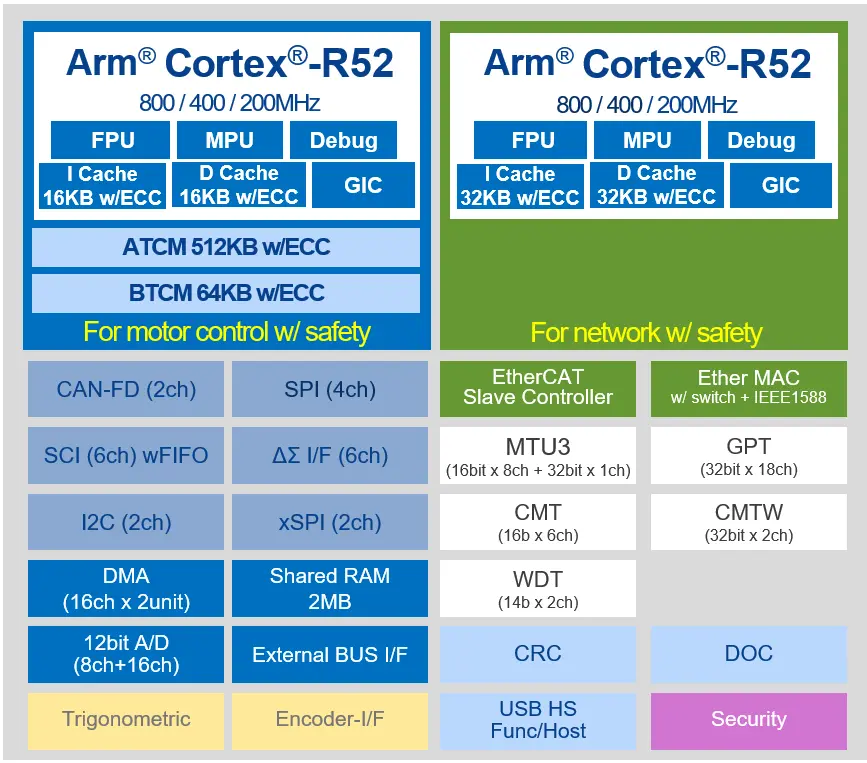 Arm® Cortex®-R52
800 / 400 / 200MHz
FPU
MPU
Debug
I Cache
16KB w/ECC
D Cache
16KB w/ECC
GIC
ATCM 512KB w/ECC
BTCM 64KB w/ECC
For motor control w/ safety
Arm® Cortex®-R52
800 / 400 / 200MHz
FPU
MPU
Debug
I Cache
32KB w/ECC
D Cache
32KB w/ECC
GIC
For network w/ safety
CAN-FD (2ch)
SPI (4ch)
EtherCAT
Slave Controller
Ether MAC
w/ switch + IEEE1588
SCI (6ch) wFIFO
ΔΣ I/F (6ch)
MTU3
(16bit x 8ch + 32bit x 1ch)
GPT
(32bit x 18ch)
I2C (2ch)
xSPI (2ch)
CMT
(16b x 6ch)
CMTW
(32bit x 2ch)
DMA
(16ch x 2unit)
Shared RAM
2MB
WDT
(14b x 2ch)
12bit A/D
(8ch+16ch)
External BUS I/F
CRC
DOC
Trigonometric
Encoder-I/F
USB HS
Func/Host
Security